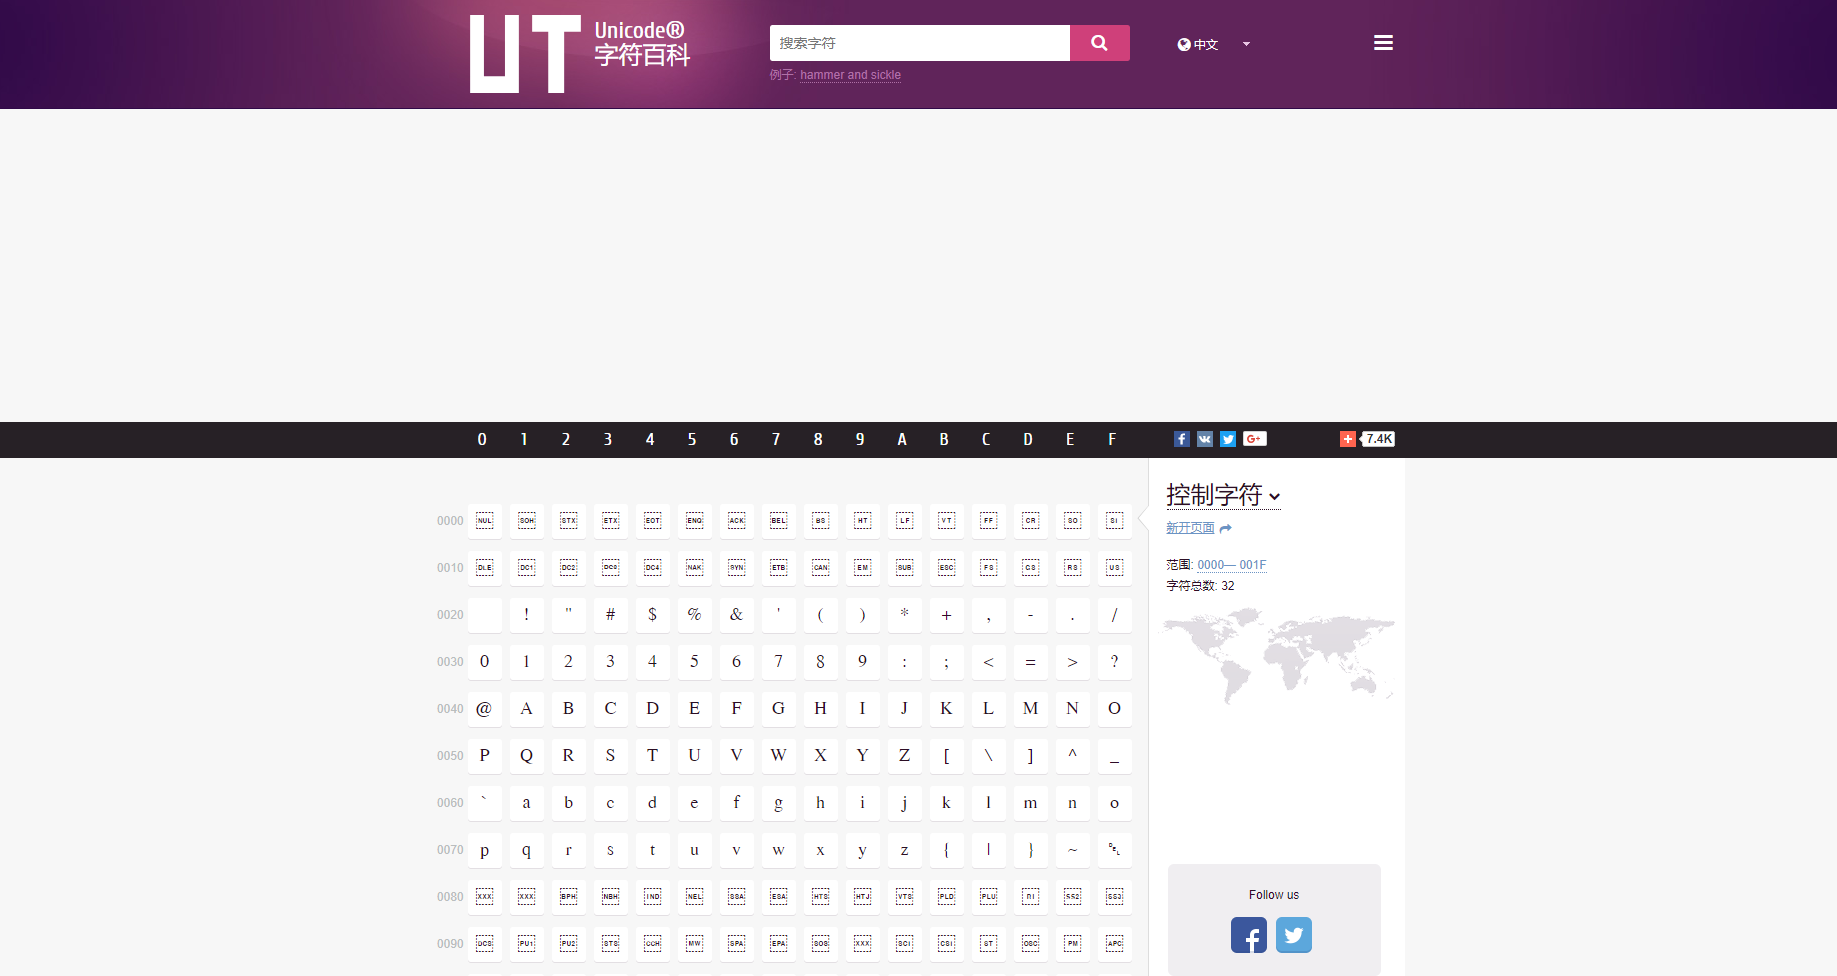 UT
Unicode®
字符百科
搜索字符
例子: hammer and sickle
中文
0 1 2 3 4 5 6 7 8 9 A B C D E F
G+
7.4K
控制字符
新开页面
范围: 0000— 001F
字符总数: 32
0000 NUL SOH STX ETX EOT ENQ ACK BEL BS HT LF VT FF CR SO SI
0010 DLE DC1 DC2 DC3 DC4 NAK SYN ETB CAN EM SUB ESC FS GS RS US
0020 ! " # $ % & ' ( ) * + , - . /
0030 0 1 2 3 4 5 6 7 8 9 : ; < = > ?
0040 @ A B C D E F G H I J K L M N O
0050 P Q R S T U V W X Y Z [ \ ] ^ _
0060 ` a b c d e f g h i j k l m n o
0070 p q r s t u v w x y z { | } ~ DEL
0080 XXX XXX BPH NBH IND NEL SSA ESA HTS HTJ VTS PLD PLU RI SS2 SS3
0090 DCS PU1 PU2 STS CCH MW SPA EPA SOS XXX SCI CSI ST OSC PM APC
Follow us